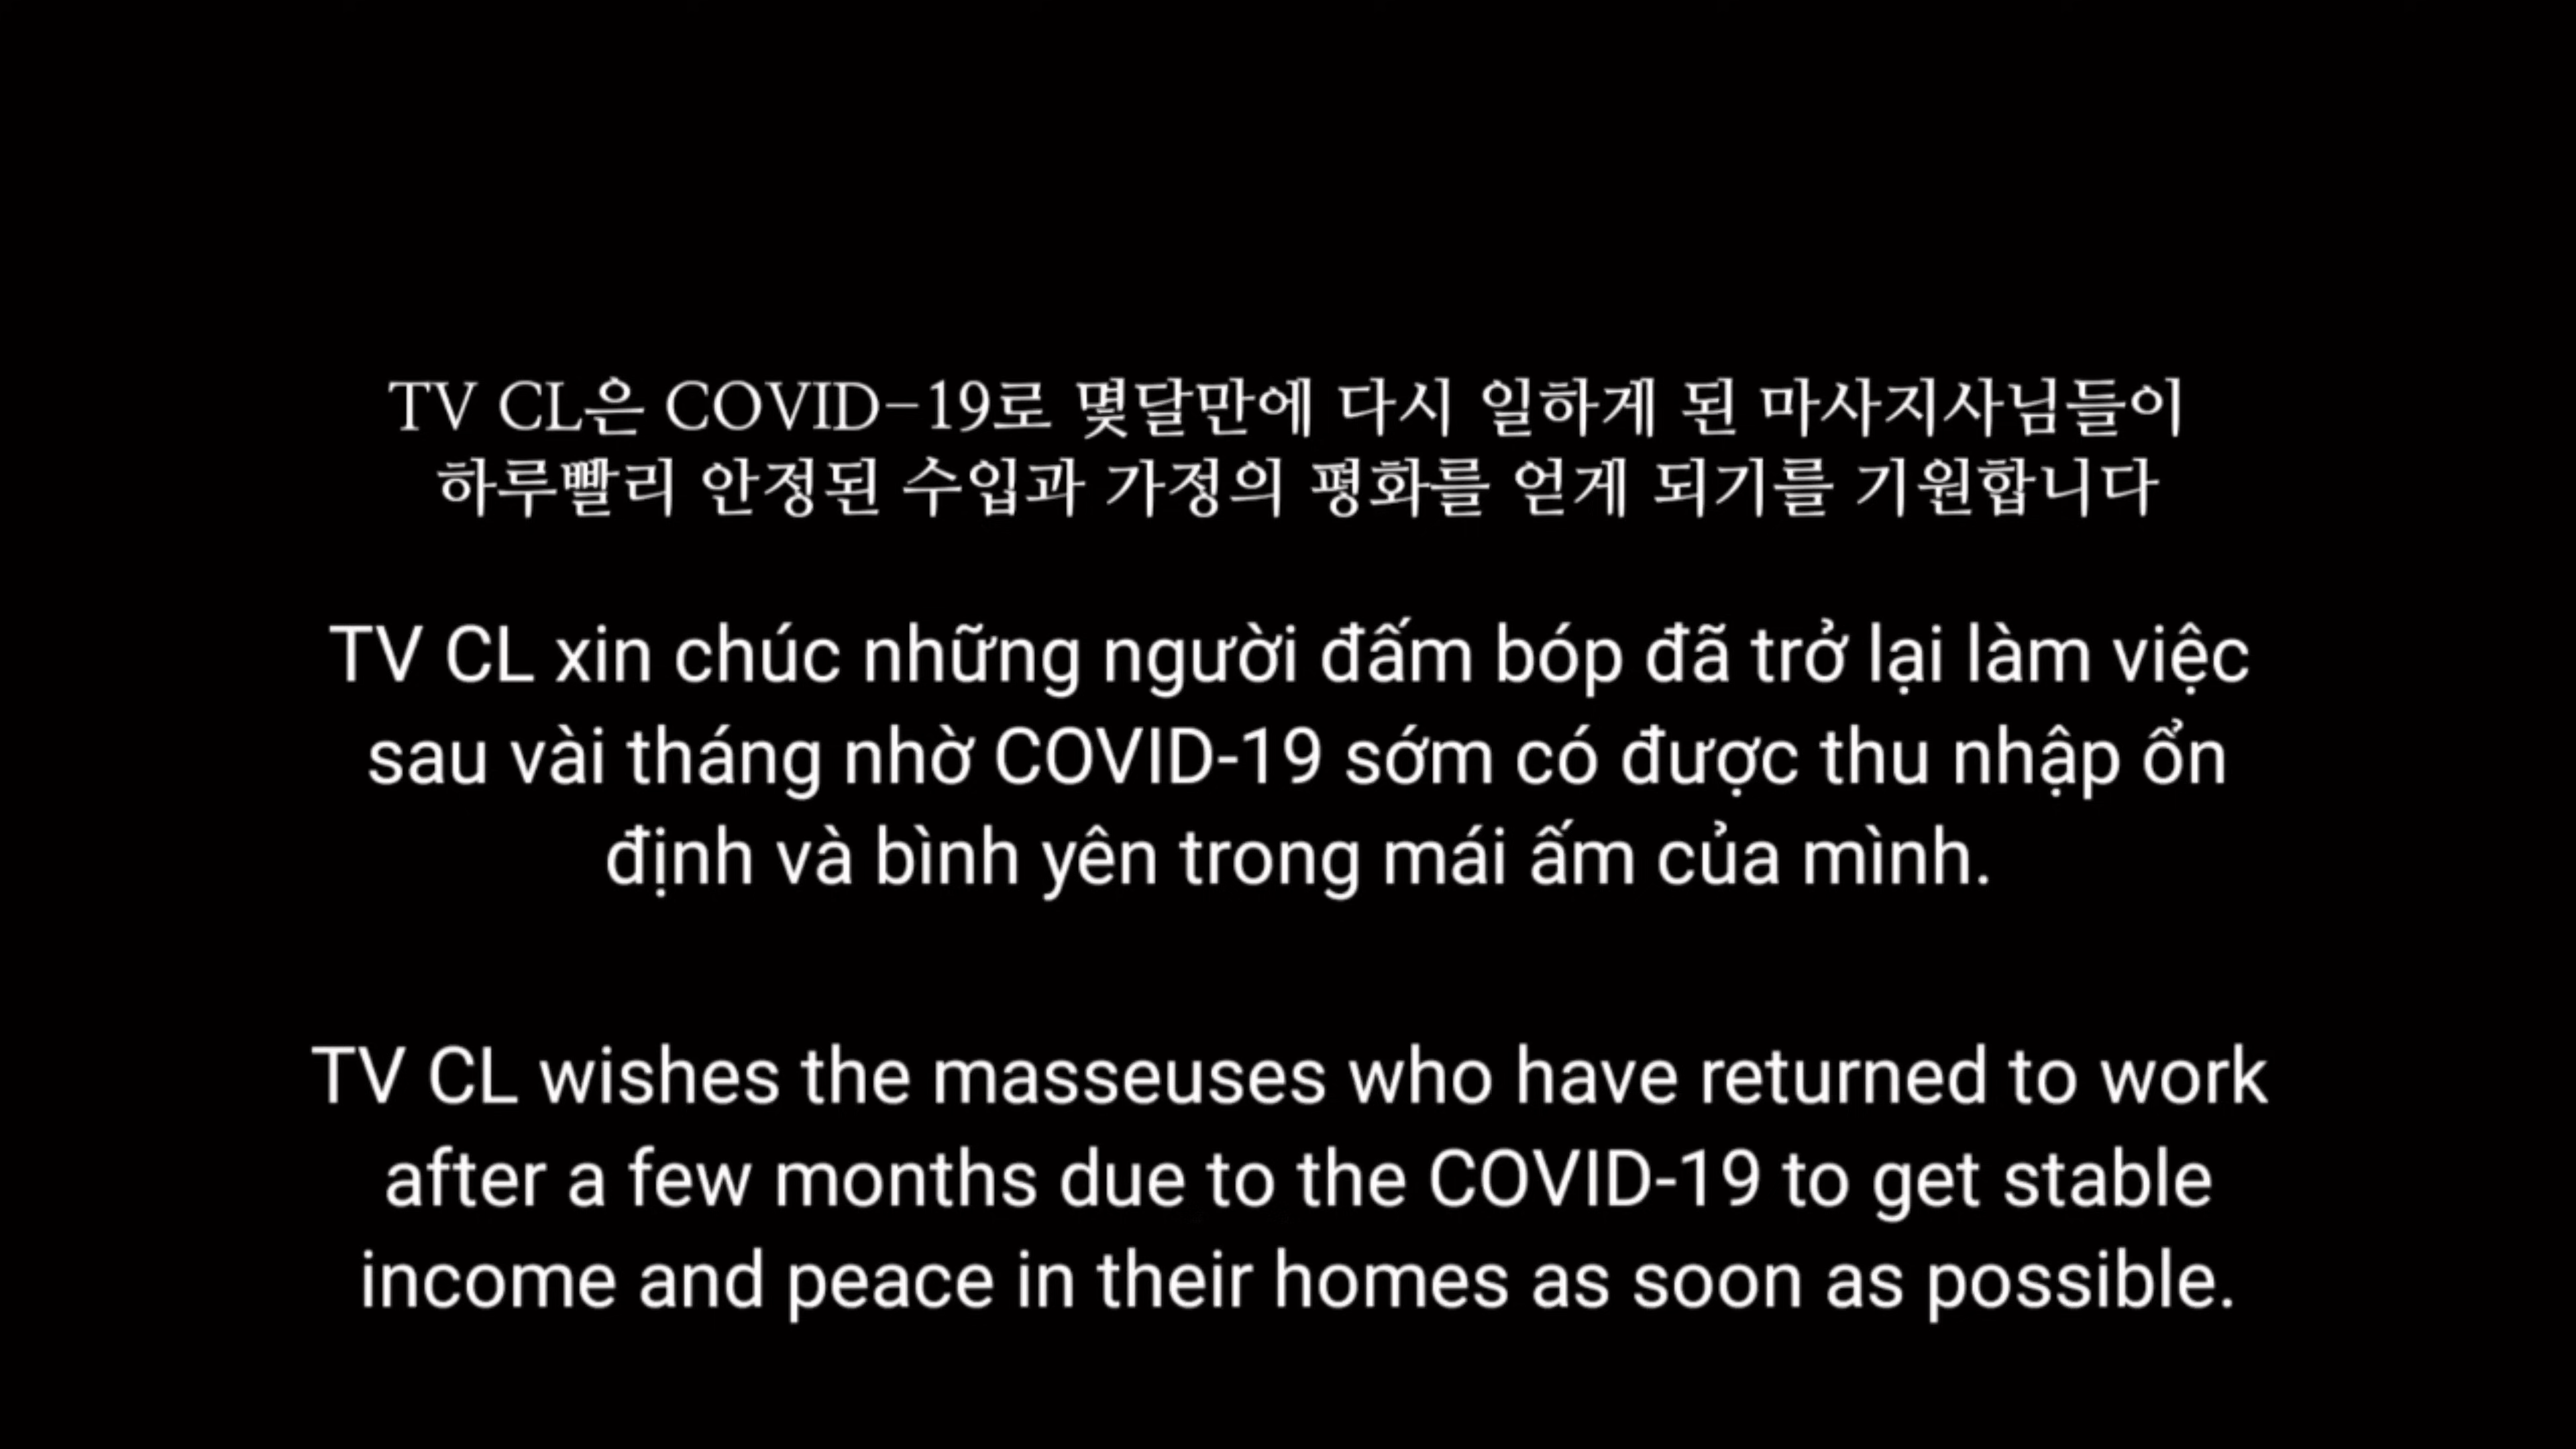 TV CL은 COVID-19로 몇달만에 다시 일하게 된 마사지사님들이
하루빨리 안정된 수입과 가정의 평화를 얻게 되기를 기원합니다
TV CL xin chúc những người đấm bóp đã trở lại làm việc
sau vài tháng nhờ COVID-19 sớm có được thu nhập ổn
định và bình yên trong mái ấm của mình.
TV CL wishes the masseuses who have returned to work
after a few months due to the COVID-19 to get stable
income and peace in their homes as soon as possible.